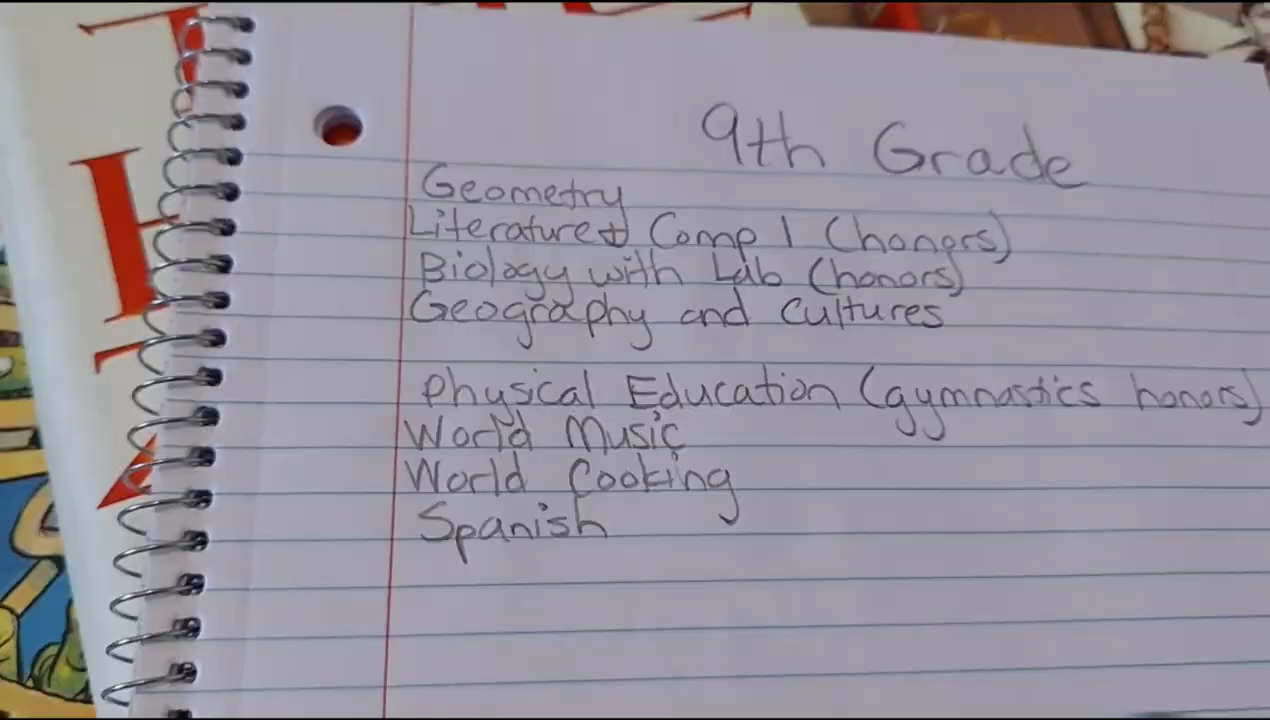 9th Grade
Geometry
Literature & Comp 1 (honors)
Biology with Lab (honors)
Geography and Cultures
Physical Education (gymnastics honors)
World Music
World Cooking
Spanish